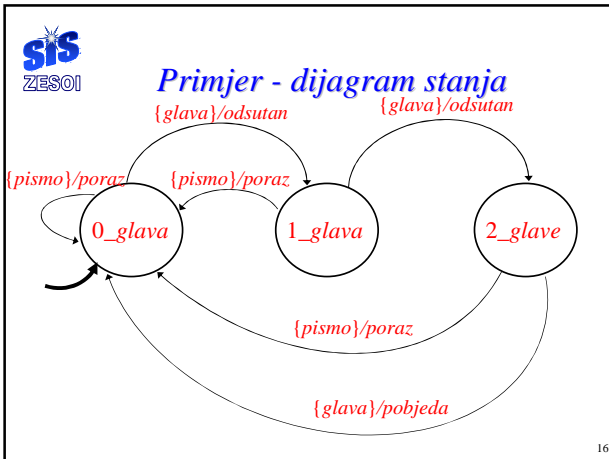 SiS
ZESOI
Primjer - dijagram stanja
{glava}/odsutan
{glava}/odsutan
{pismo}/poraz
{pismo}/poraz
0_glava
1_glava
2_glave
{pismo}/poraz
{glava}/pobjeda
16